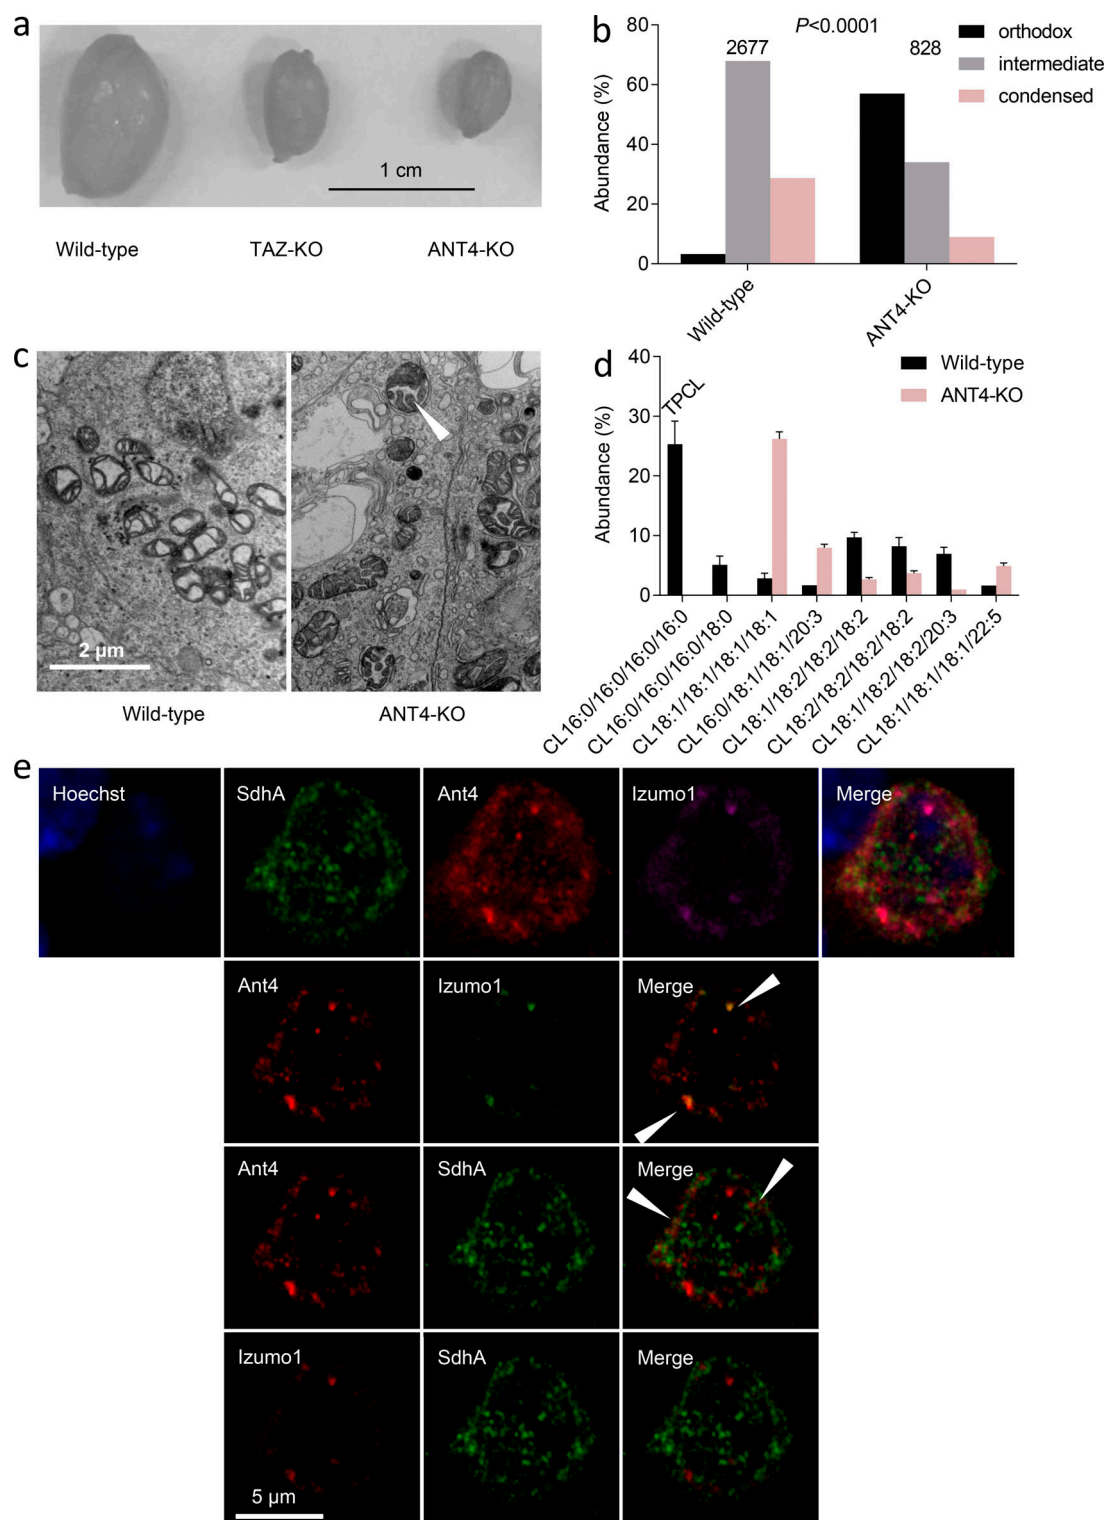 a
1 cm
Wild-type TAZ-KO ANT4-KO
b
P<0.0001
2677 828
orthodox
intermediate
condensed
Abundance (%)
80
60
40
20
0
Wild-type
ANT4-KO
c
2 µm
Wild-type ANT4-KO
d
Wild-type
ANT4-KO
Abundance (%)
40
30
20
10
0
TPCL
CL16:0/16:0/16:0/16:0
CL16:0/16:0/16:0/18:0
CL18:1/18:1/18:1/18:1
CL16:0/18:1/18:1/20:3
CL18:1/18:2/18:2/18:2
CL18:2/18:2/18:2/18:2
CL18:1/18:2/18:2/20:3
CL18:1/18:1/18:1/22:5
e
Hoechst SdhA Ant4 Izumo1 Merge
Ant4 Izumo1 Merge
Ant4 SdhA Merge
Izumo1 SdhA Merge
5 µm